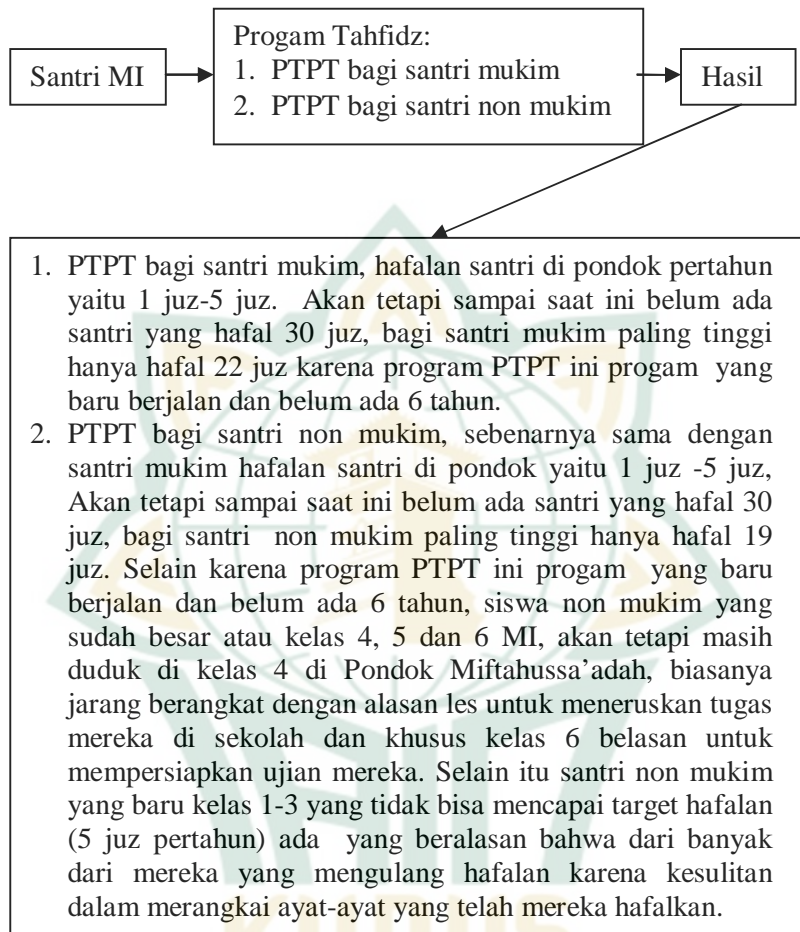 Santri MI
Progam Tahfidz:
1. PTPT bagi santri mukim
2. PTPT bagi santri non mukim
Hasil
1. PTPT bagi santri mukim, hafalan santri di pondok pertahun
yaitu 1 juz-5 juz. Akan tetapi sampai saat ini belum ada
santri yang hafal 30 juz, bagi santri mukim paling tinggi
hanya hafal 22 juz karena program PTPT ini progam yang
baru berjalan dan belum ada 6 tahun.
2. PTPT bagi santri non mukim, sebenarnya sama dengan
santri mukim hafalan santri di pondok yaitu 1 juz -5 juz,
Akan tetapi sampai saat ini belum ada santri yang hafal 30
juz, bagi santri non mukim paling tinggi hanya hafal 19
juz. Selain karena program PTPT ini progam yang baru
berjalan dan belum ada 6 tahun, siswa non mukim yang
sudah besar atau kelas 4, 5 dan 6 MI, akan tetapi masih
duduk di kelas 4 di Pondok Miftahussa’adah, biasanya
jarang berangkat dengan alasan les untuk meneruskan tugas
mereka di sekolah dan khusus kelas 6 belasan untuk
mempersiapkan ujian mereka. Selain itu santri non mukim
yang baru kelas 1-3 yang tidak bisa mencapai target hafalan
(5 juz pertahun) ada yang beralasan bahwa dari banyak
dari mereka yang mengulang hafalan karena kesulitan
dalam merangkai ayat-ayat yang telah mereka hafalkan.